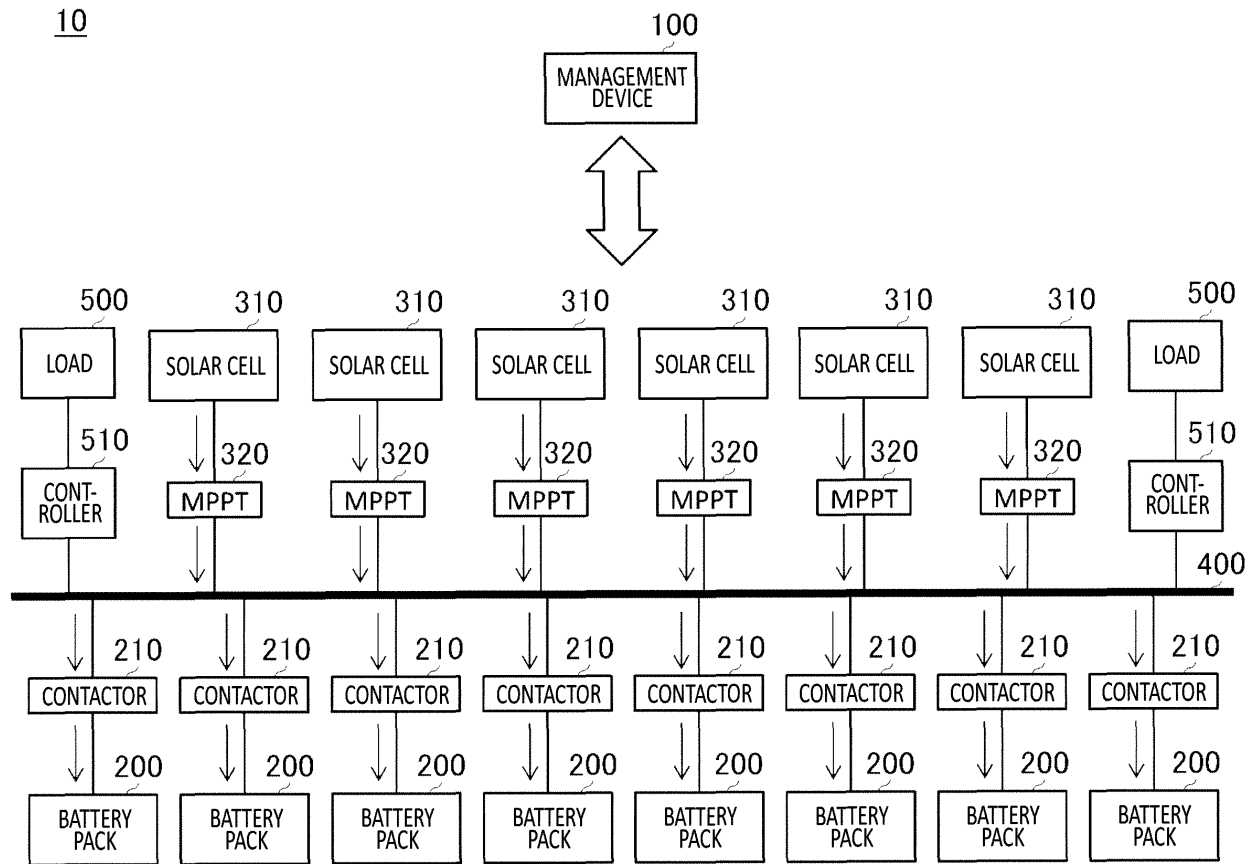 10
100
MANAGEMENT
DEVICE
500 310 310 310 310 310 310 500
LOAD SOLAR CELL SOLAR CELL SOLAR CELL SOLAR CELL SOLAR CELL SOLAR CELL LOAD
510 320 320 320 320 320 320 510
CONT-
ROLLER
MPPT MPPT MPPT MPPT MPPT MPPT
CONT-
ROLLER
400
210 210 210 210 210 210 210 210
CONTACTOR CONTACTOR CONTACTOR CONTACTOR CONTACTOR CONTACTOR CONTACTOR CONTACTOR
200 200 200 200 200 200 200 200
BATTERY BATTERY BATTERY BATTERY BATTERY BATTERY BATTERY BATTERY
PACK PACK PACK PACK PACK PACK PACK PACK